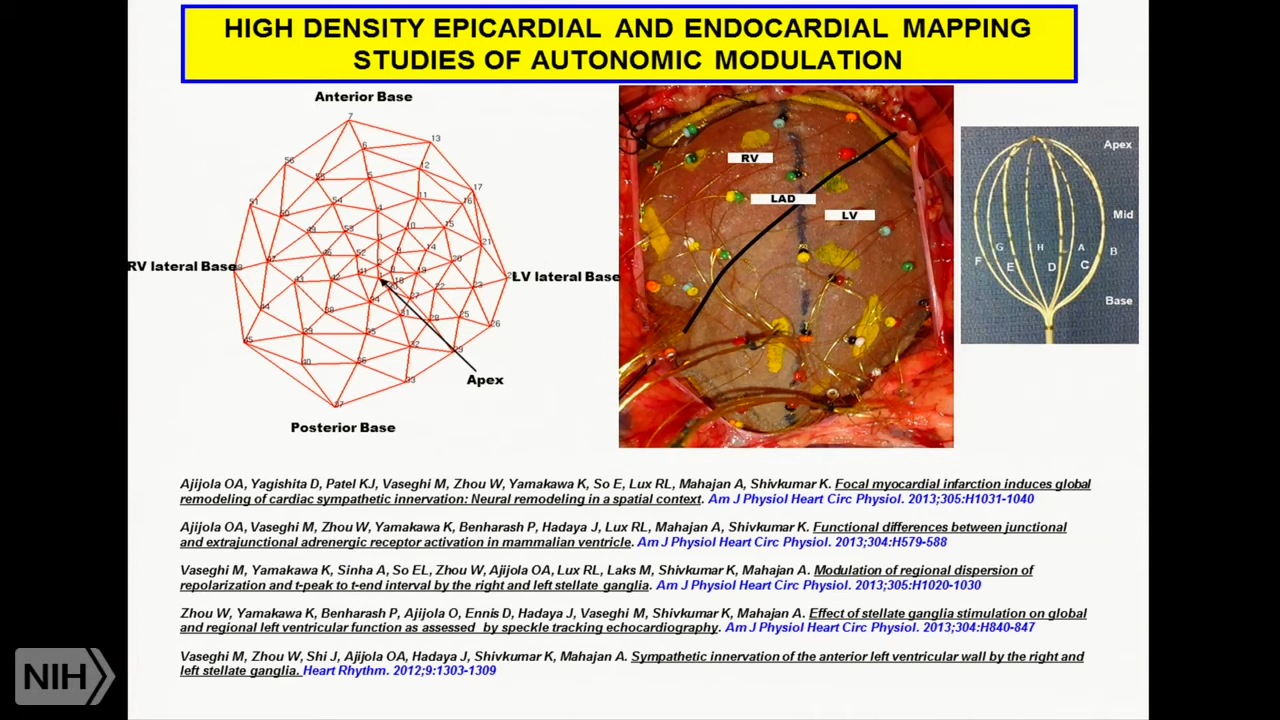 HIGH DENSITY EPICARDIAL AND ENDOCARDIAL MAPPING
STUDIES OF AUTONOMIC MODULATION
Anterior Base
RV lateral Base
LV lateral Base
Apex
Posterior Base
RV
LAD
LV
Apex
Mid
Base
G
H
A
B
F
E
D
C
Ajijola OA, Yagishita D, Patel KJ, Vaseghi M, Zhou W, Yamakawa K, So E, Lux RL, Mahajan A, Shivkumar K. Focal myocardial infarction induces global
remodeling of cardiac sympathetic innervation: Neural remodeling in a spatial context. Am J Physiol Heart Circ Physiol. 2013;305:H1031-1040
Ajijola OA, Vaseghi M, Zhou W, Yamakawa K, Benharash P, Hadaya J, Lux RL, Mahajan A, Shivkumar K. Functional differences between junctional
and extrajunctional adrenergic receptor activation in mammalian ventricle. Am J Physiol Heart Circ Physiol. 2013;304:H579-588
Vaseghi M, Yamakawa K, Sinha A, So EL, Zhou W, Ajijola OA, Lux RL, Laks M, Shivkumar K, Mahajan A. Modulation of regional dispersion of
repolarization and t-peak to t-end interval by the right and left stellate ganglia. Am J Physiol Heart Circ Physiol. 2013;305:H1020-1030
Zhou W, Yamakawa K, Benharash P, Ajijola O, Ennis D, Hadaya J, Vaseghi M, Shivkumar K, Mahajan A. Effect of stellate ganglia stimulation on global
and regional left ventricular function as assessed by speckle tracking echocardiography. Am J Physiol Heart Circ Physiol. 2013;304:H840-847
Vaseghi M, Zhou W, Shi J, Ajijola OA, Hadaya J, Shivkumar K, Mahajan A. Sympathetic innervation of the anterior left ventricular wall by the right and
left stellate ganglia. Heart Rhythm. 2012;9:1303-1309
NIH